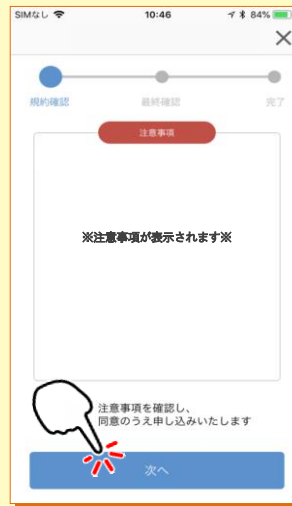 SIMなし 10:46 84%
規約確認 最終確認 完了
注意事項
※注意事項が表示されます※
注意事項を確認し、
同意のうえ申し込みいたします
次へ